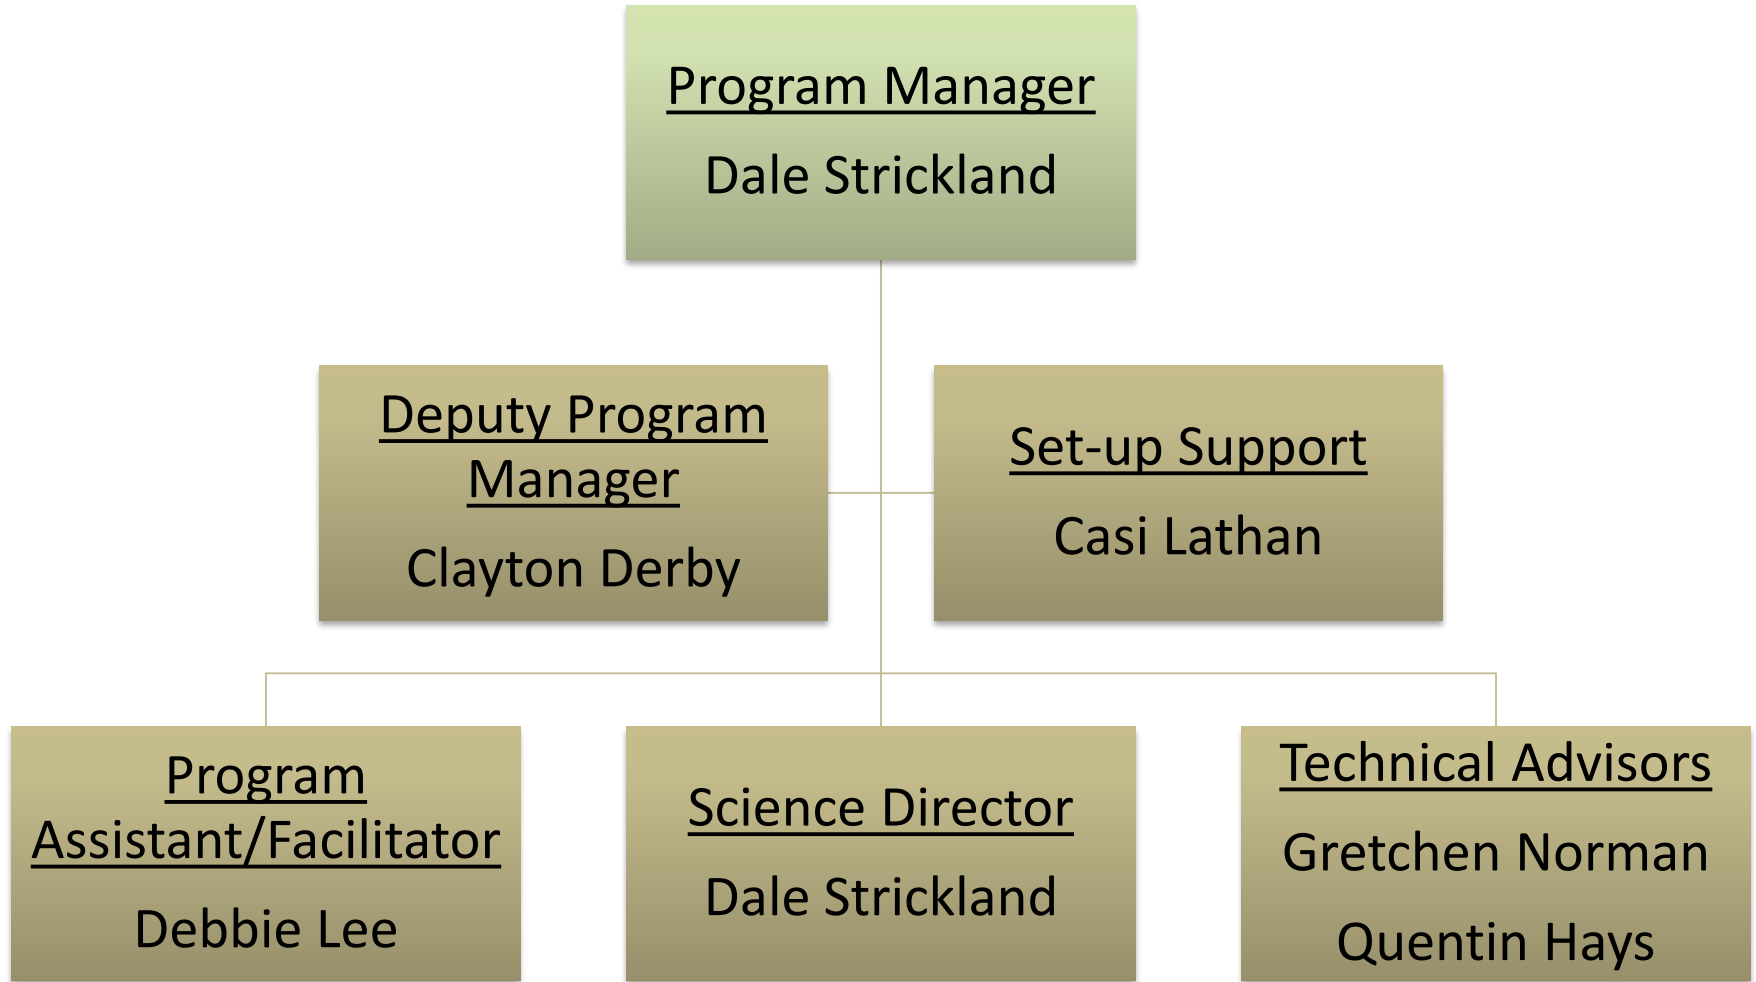 Program Manager
Dale Strickland
Deputy Program
Manager
Clayton Derby
Set-up Support
Casi Lathan
Program
Assistant/Facilitator
Debbie Lee
Science Director
Dale Strickland
Technical Advisors
Gretchen Norman
Quentin Hays